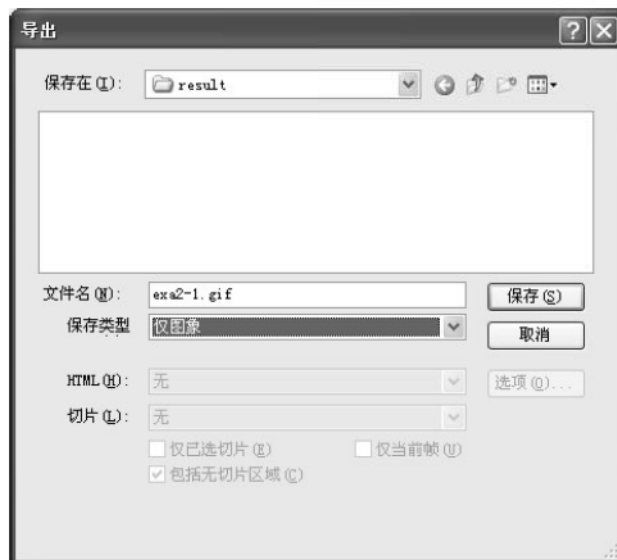 导出
保存在(I): result
文件名(N): exa2-1.gif 保存(S)
保存类型 仅图象 取消
HTML(H): 无 选项(O)...
切片(L): 无
仅已选切片(E) 仅当前帧(U)
包括无切片区域(C)